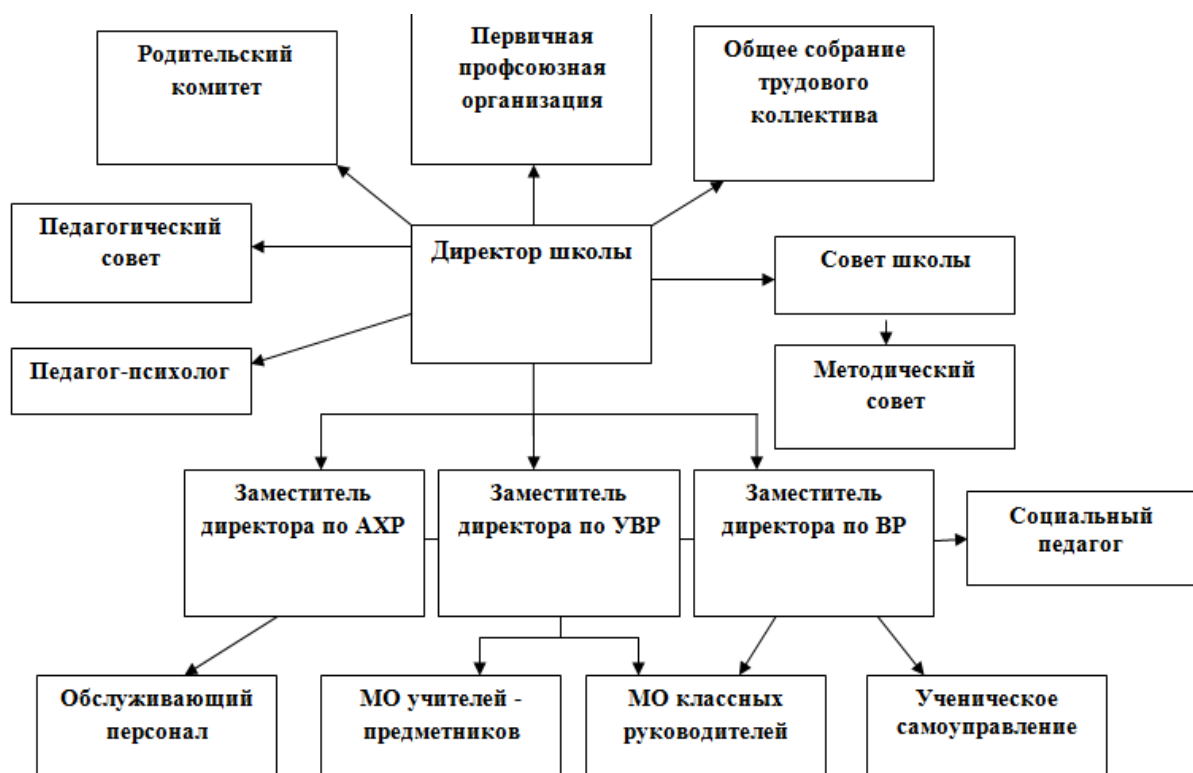 Родительский
комитет
Первичная
профсоюзная
организация
Общее собрание
трудового
коллектива
Педагогический
совет
Директор школы
Совет школы
Педагог-психолог
Методический
совет
Заместитель
директора по АХР
Заместитель
директора по УВР
Заместитель
директора по ВР
Социальный
педагог
Обслуживающий
персонал
МО учителей -
предметников
МО классных
руководителей
Ученическое
самоуправление